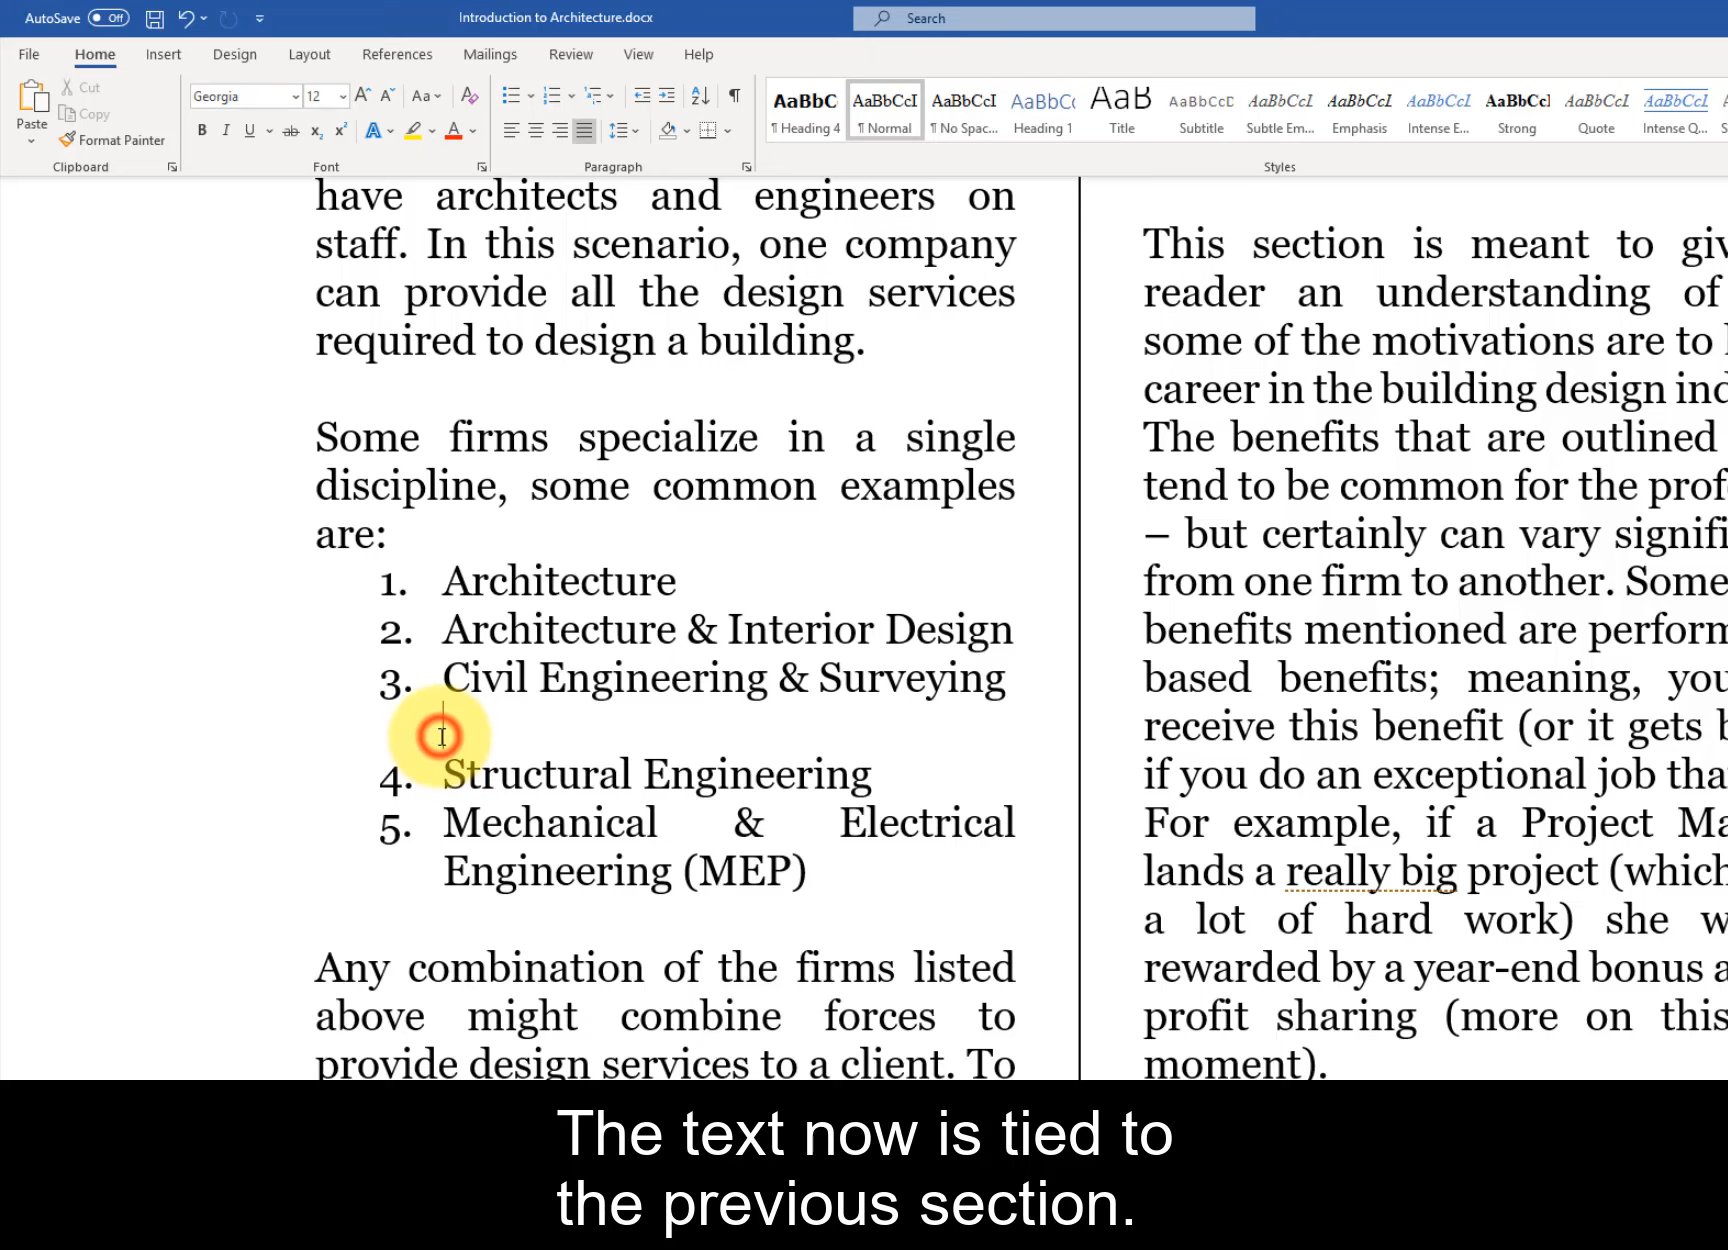 AutoSave Off Introduction to Architecture.docx Search
File Home Insert Design Layout References Mailings Review View Help
Paste
Cut
Copy
Format Painter
Clipboard
Georgia 12
Font
Paragraph
AaBbC AaBbCcI AaBbCcI AaBbCc AaB AaBbCcD AaBbCcL AaBbCcL AaBbCcL AaBbCcI AaBbCcL AaBbCcL
¶ Heading 4 ¶ Normal ¶ No Spac... Heading 1 Title Subtitle Subtle Em... Emphasis Intense E... Strong Quote Intense Q...
Styles
have architects and engineers on
staff. In this scenario, one company
can provide all the design services
required to design a building.
Some firms specialize in a single
discipline, some common examples
are:
1. Architecture
2. Architecture & Interior Design
3. Civil Engineering & Surveying
4. Structural Engineering
5. Mechanical & Electrical
Engineering (MEP)
Any combination of the firms listed
above might combine forces to
provide design services to a client. To
This section is meant to giv
reader an understanding of
some of the motivations are to
career in the building design ind
The benefits that are outlined
tend to be common for the prof
– but certainly can vary signifi
from one firm to another. Some
benefits mentioned are perform
based benefits; meaning, you
receive this benefit (or it gets b
if you do an exceptional job tha
For example, if a Project Ma
lands a really big project (which
a lot of hard work) she w
rewarded by a year-end bonus a
profit sharing (more on this
moment).
The text now is tied to
the previous section.